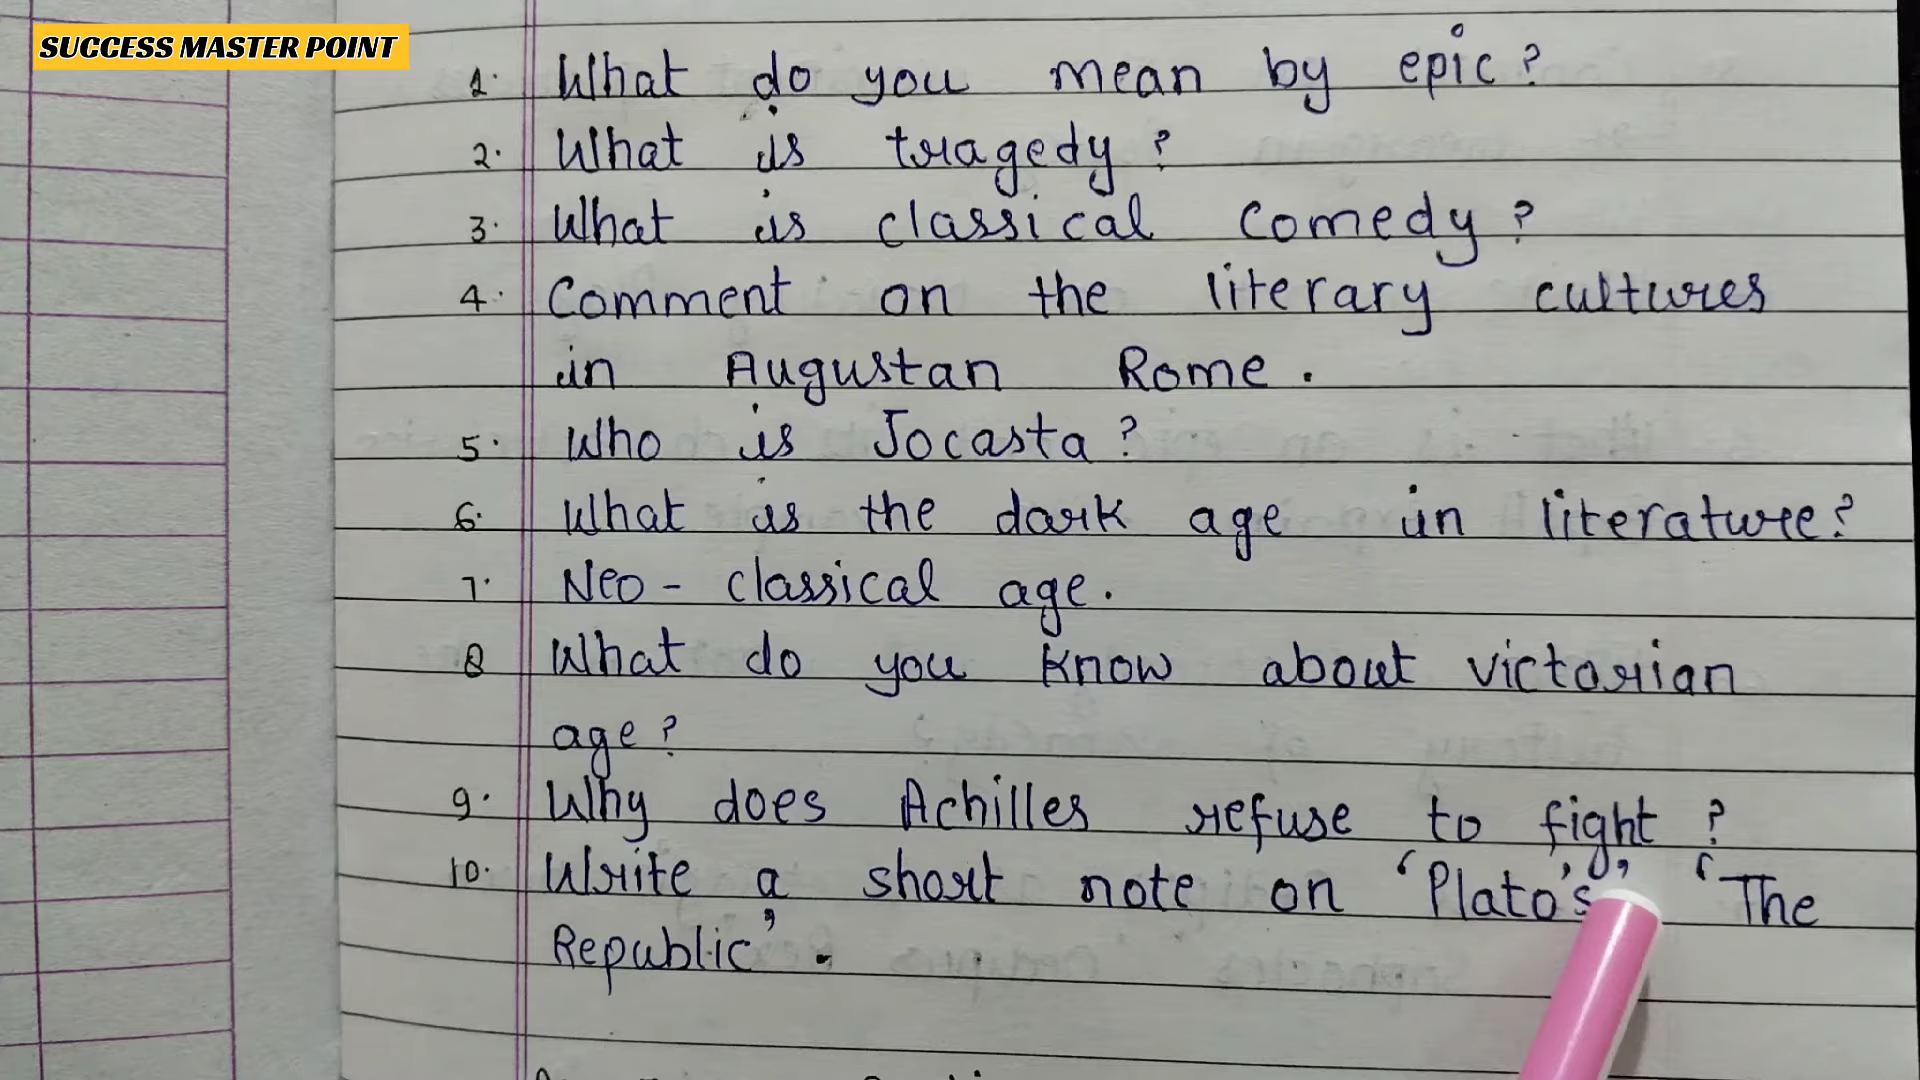 SUCCESS MASTER POINT
1. What do you mean by epic?
2. What is tragedy?
3. What is classical comedy?
4. Comment on the literary cultures
in Augustan Rome.
5. Who is Jocasta?
6. What is the dark age in literature?
7. Neo-classical age.
8 What do you know about victorian
age?
9. Why does Achilles refuse to fight?
10. Write a short note on 'Plato's' 'The
Republic'.